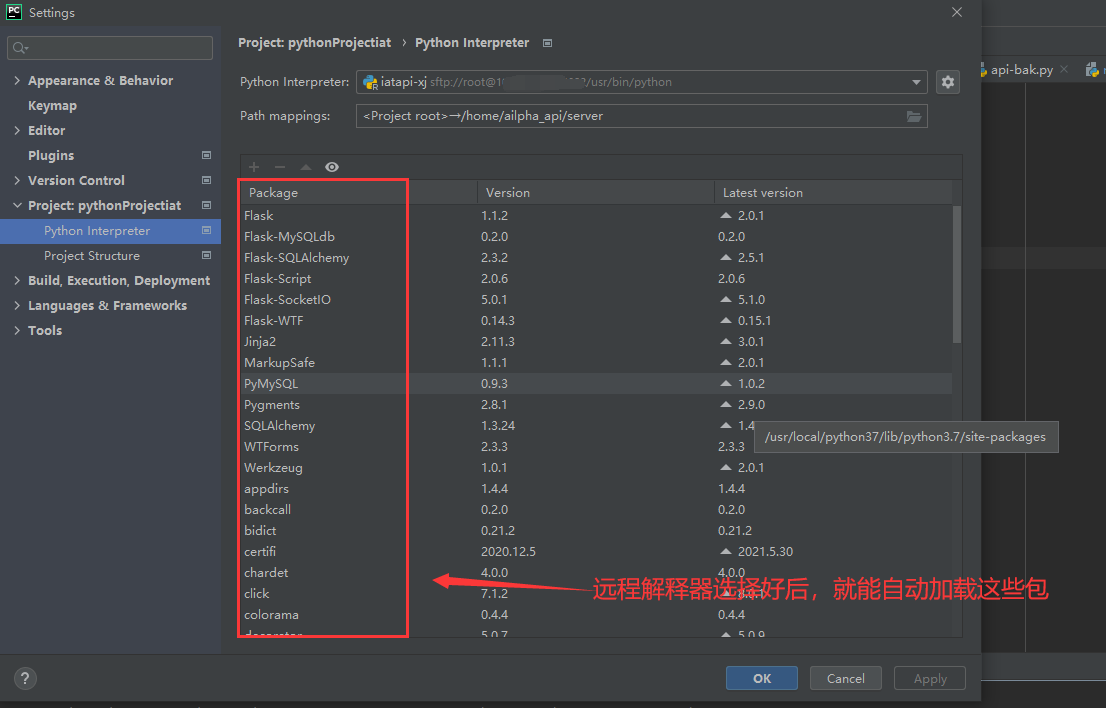 PC Settings
Project: pythonProjectiat › Python Interpreter
Appearance & Behavior
Keymap
Editor
Plugins
Version Control
Project: pythonProjectiat
Python Interpreter
Project Structure
Build, Execution, Deployment
Languages & Frameworks
Tools
Python Interpreter: iatapi-xj sftp://root@ /usr/bin/python
Path mappings: <Project root>→/home/ailpha_api/server
api-bak.py
Package Version Latest version
Flask 1.1.2 2.0.1
Flask-MySQLdb 0.2.0 0.2.0
Flask-SQLAlchemy 2.3.2 2.5.1
Flask-Script 2.0.6 2.0.6
Flask-SocketIO 5.0.1 5.1.0
Flask-WTF 0.14.3 0.15.1
Jinja2 2.11.3 3.0.1
MarkupSafe 1.1.1 2.0.1
PyMySQL 0.9.3 1.0.2
Pygments 2.8.1 2.9.0
SQLAlchemy 1.3.24
WTForms 2.3.3 2.3.3
/usr/local/python37/lib/python3.7/site-packages
Werkzeug 1.0.1 2.0.1
appdirs 1.4.4 1.4.4
backcall 0.2.0 0.2.0
bidict 0.21.2 0.21.2
certifi 2020.12.5 2021.5.30
chardet 4.0.0 4.0.0
click 7.1.2
远程解释器选择好后，就能自动加载这些包
colorama 0.4.4 0.4.4
decorator 5.0.7 5.0.9
?
OK Cancel Apply